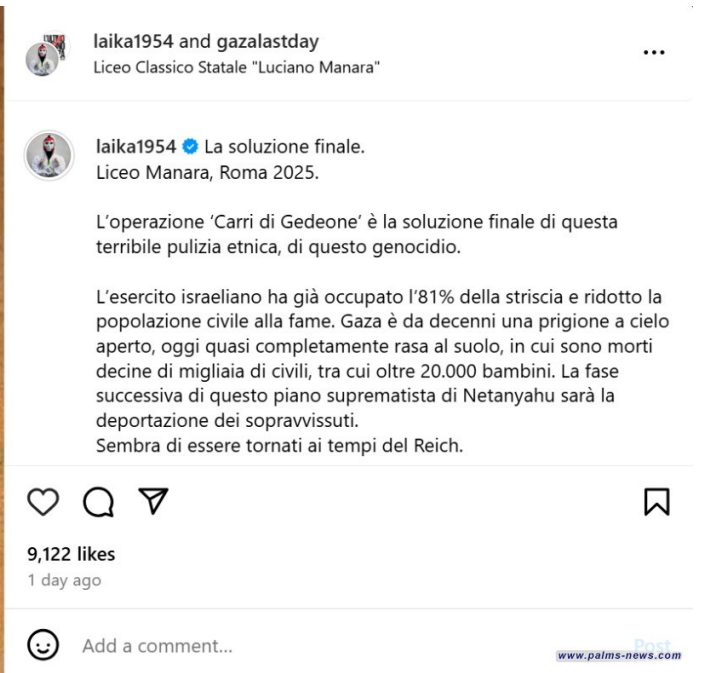 laika1954 and gazalastday
Liceo Classico Statale "Luciano Manara"
laika1954 La soluzione finale.
Liceo Manara, Roma 2025.
L'operazione 'Carri di Gedeone' è la soluzione finale di questa
terribile pulizia etnica, di questo genocidio.
L'esercito israeliano ha già occupato l'81% della striscia e ridotto la
popolazione civile alla fame. Gaza è da decenni una prigione a cielo
aperto, oggi quasi completamente rasa al suolo, in cui sono morti
decine di migliaia di civili, tra cui oltre 20.000 bambini. La fase
successiva di questo piano suprematista di Netanyahu sarà la
deportazione dei sopravvissuti.
Sembra di essere tornati ai tempi del Reich.
9,122 likes
1 day ago
Add a comment...
Post
www.palms-news.com